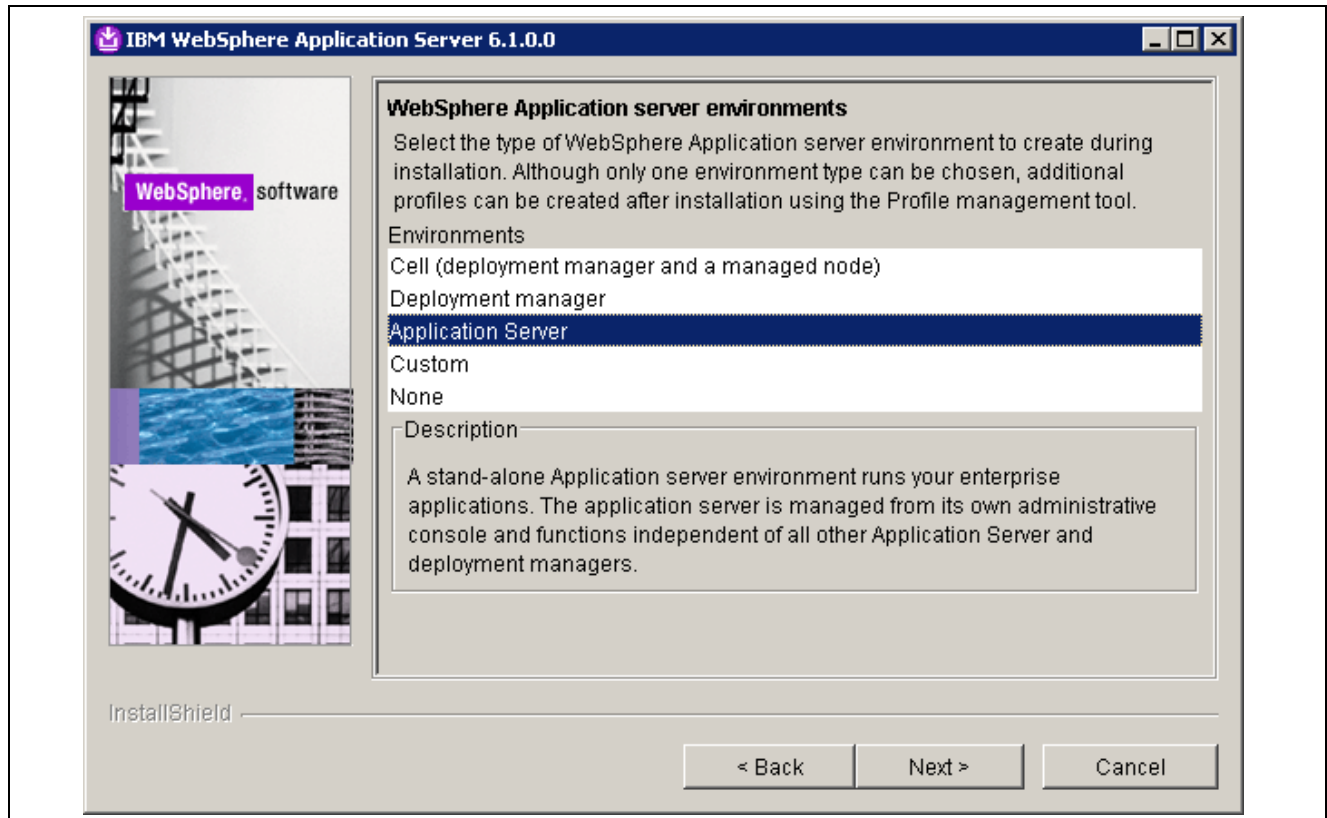 IBM WebSphere Application Server 6.1.0.0
WebSphere software
WebSphere Application server environments
Select the type of WebSphere Application server environment to create during
installation. Although only one environment type can be chosen, additional
profiles can be created after installation using the Profile management tool.
Environments
Cell (deployment manager and a managed node)
Deployment manager
Application Server
Custom
None
Description
A stand-alone Application server environment runs your enterprise
applications. The application server is managed from its own administrative
console and functions independent of all other Application Server and
deployment managers.
InstallShield
< Back
Next >
Cancel